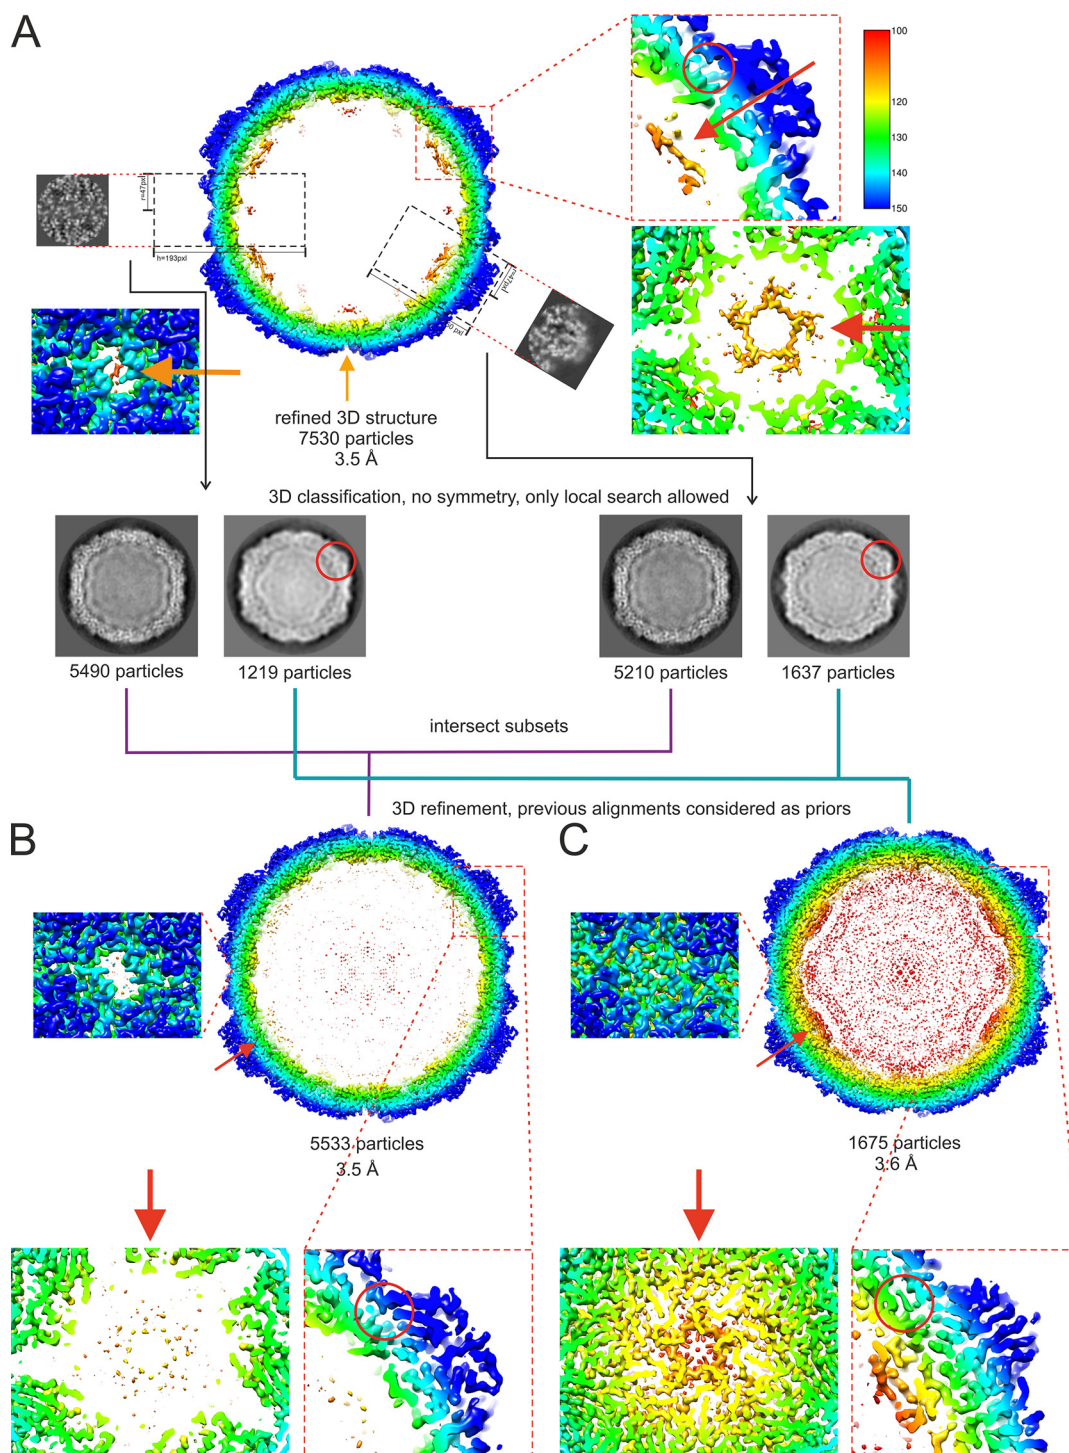 A
100
120
130
140
150
r=47pxl
h=193pxl
r=47pxl
refined 3D structure
7530 particles
3.5 Å
3D classification, no symmetry, only local search allowed
5490 particles
1219 particles
5210 particles
1637 particles
intersect subsets
3D refinement, previous alignments considered as priors
B
C
5533 particles
3.5 Å
1675 particles
3.6 Å